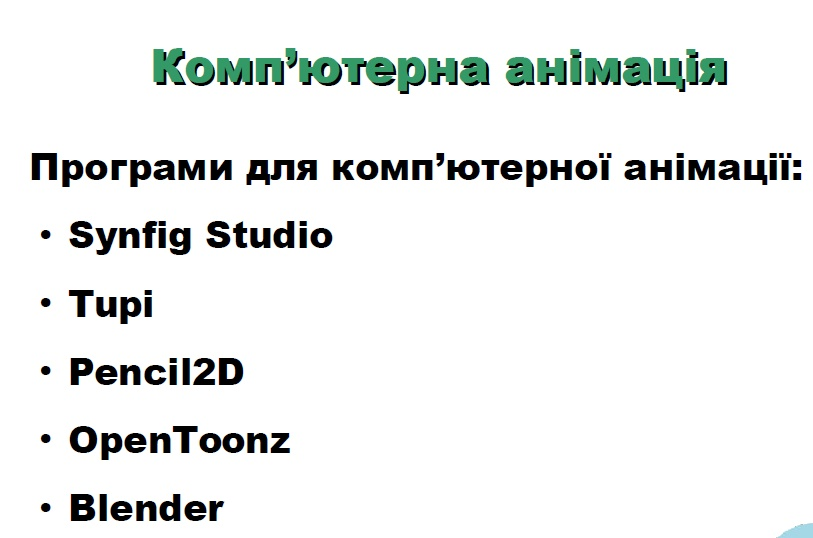 Комп’ютерна анімація
Програми для комп’ютерної анімації:
• Synfig Studio
• Tupi
• Pencil2D
• OpenToonz
• Blender